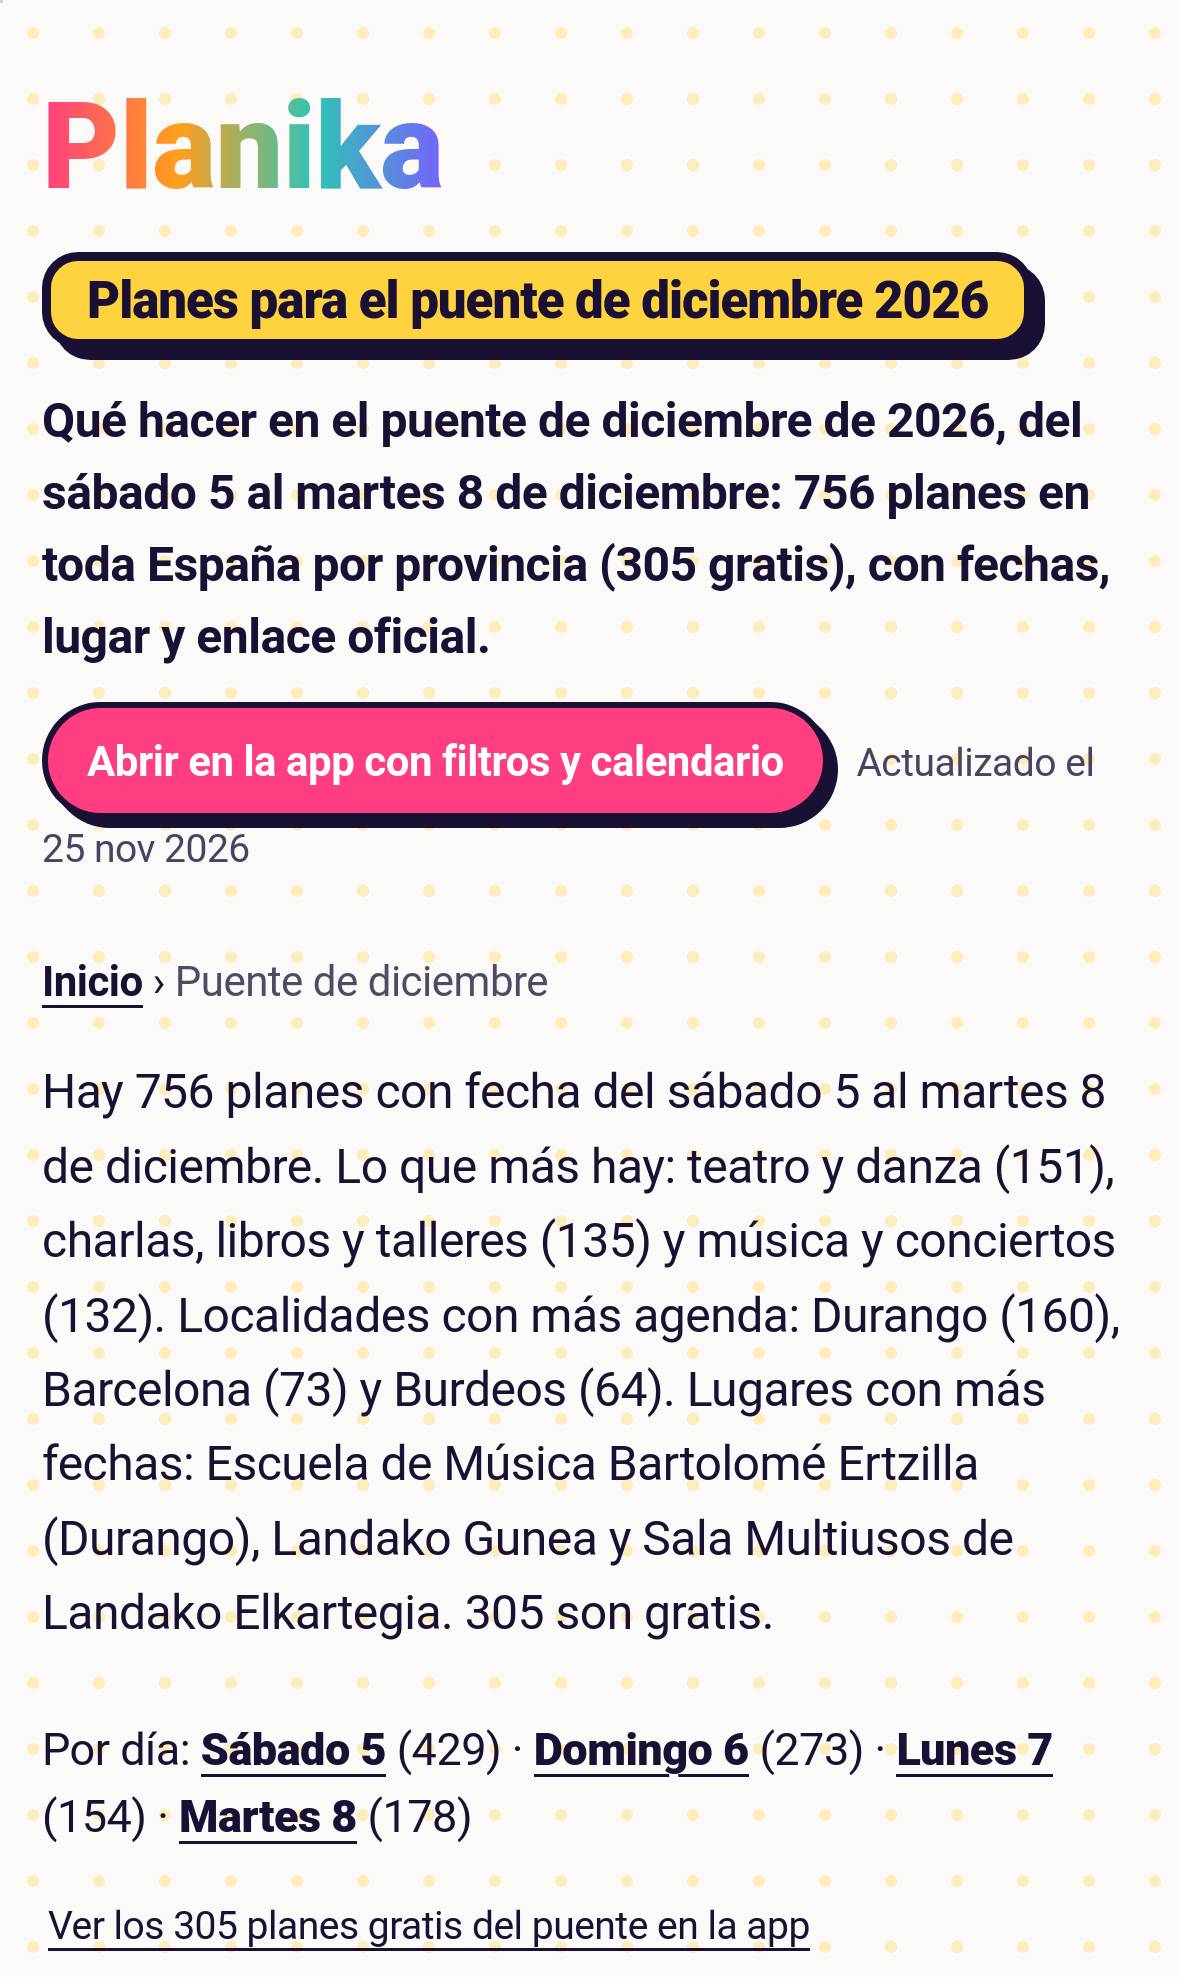 Planika
Planes para el puente de diciembre 2026
Qué hacer en el puente de diciembre de 2026, del
sábado 5 al martes 8 de diciembre: 756 planes en
toda España por provincia (305 gratis), con fechas,
lugar y enlace oficial.
Abrir en la app con filtros y calendario Actualizado el
25 nov 2026
Inicio › Puente de diciembre
Hay 756 planes con fecha del sábado 5 al martes 8
de diciembre. Lo que más hay: teatro y danza (151),
charlas, libros y talleres (135) y música y conciertos
(132). Localidades con más agenda: Durango (160),
Barcelona (73) y Burdeos (64). Lugares con más
fechas: Escuela de Música Bartolomé Ertzilla
(Durango), Landako Gunea y Sala Multiusos de
Landako Elkartegia. 305 son gratis.
Por día: Sábado 5 (429) · Domingo 6 (273) · Lunes 7
(154) · Martes 8 (178)
Ver los 305 planes gratis del puente en la app